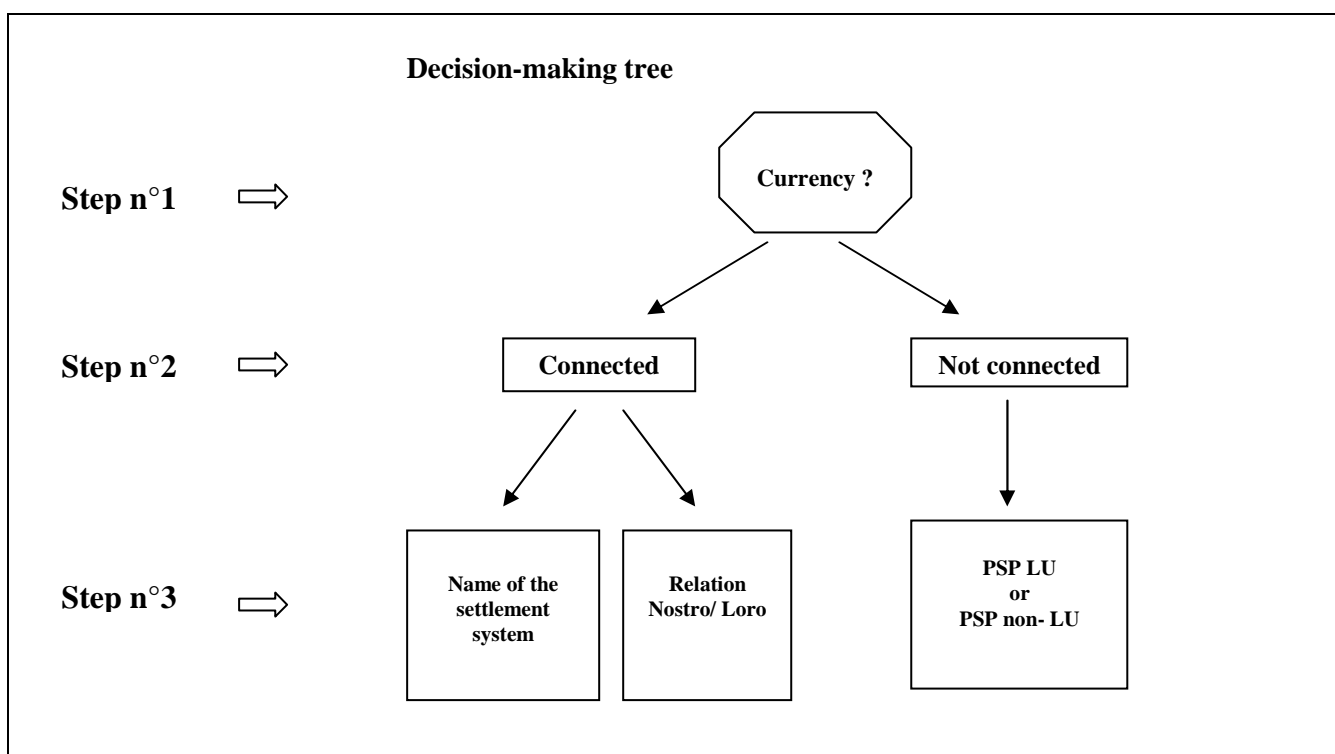 Decision-making tree
Step n°1
Currency ?
Step n°2
Connected
Not connected
Step n°3
Name of the
settlement
system
Relation
Nostro/ Loro
PSP LU
or
PSP non- LU